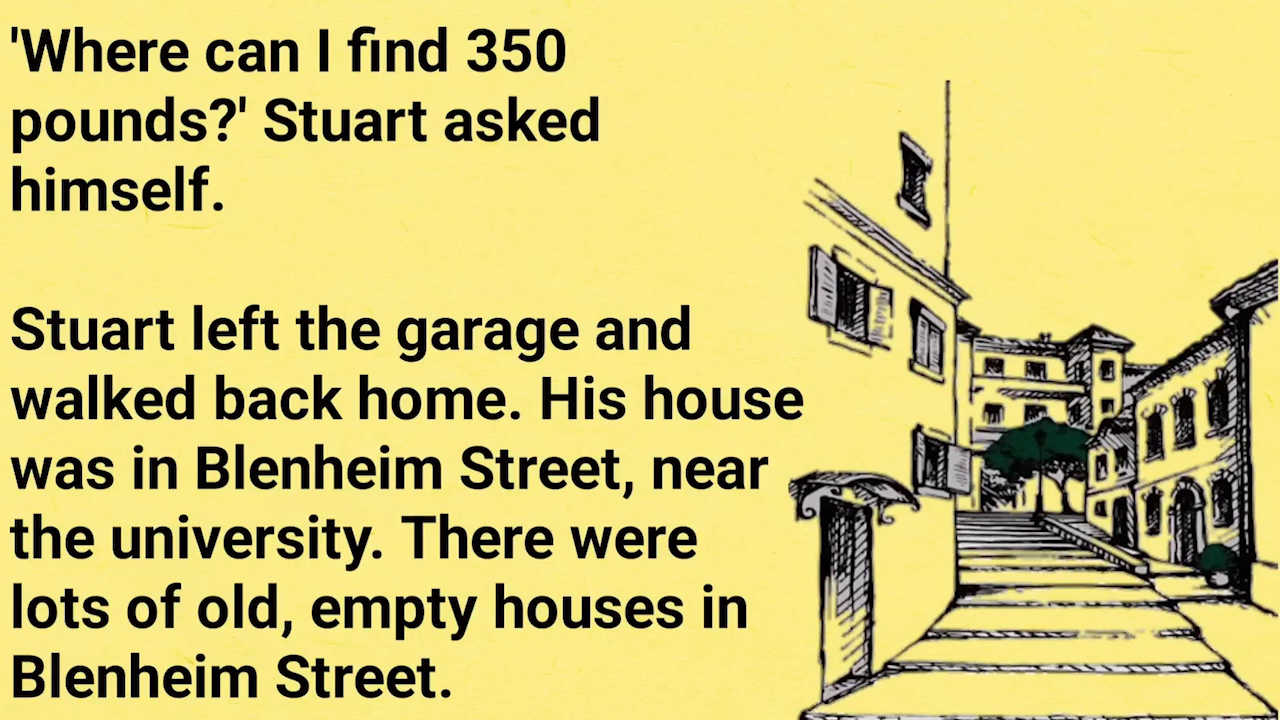 'Where can I find 350
pounds?' Stuart asked
himself.
Stuart left the garage and
walked back home. His house
was in Blenheim Street, near
the university. There were
lots of old, empty houses in
Blenheim Street.